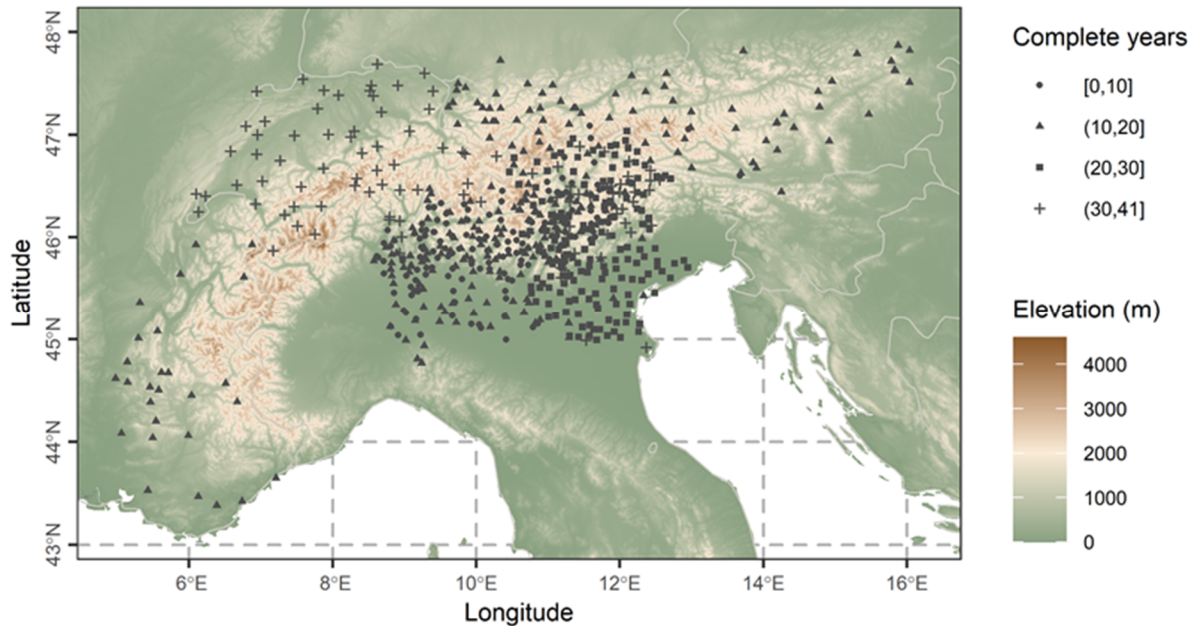 48°N
47°N
46°N
45°N
44°N
43°N
Latitude
6°E
8°E
10°E
12°E
14°E
16°E
Longitude
Complete years
[0,10]
(10,20]
(20,30]
(30,41]
Elevation (m)
4000
3000
2000
1000
0